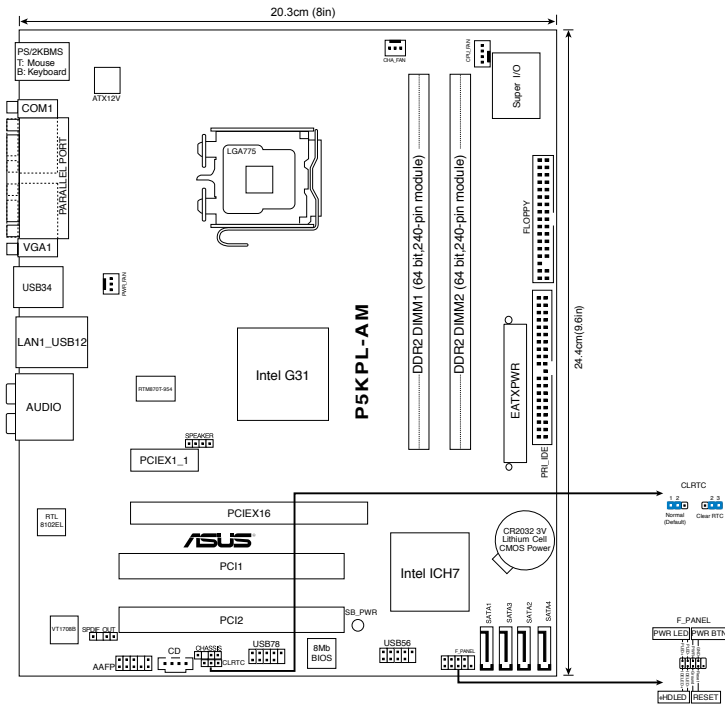 20.3cm (8in)
PS/2KBMS
T: Mouse
B: Keyboard
ATX12V
CHA_FAN
CPU_FAN
Super I/O
COM1
PARALLEL PORT
VGA1
LGA775
DDR2 DIMM1 (64 bit,240-pin module)
DDR2 DIMM2 (64 bit,240-pin module)
FLOPPY
24.4cm(9.6in)
USB34
PWR_FAN
LAN1_USB12
Intel G31
P5KPL-AM
EATXPWR
PRI_IDE
RTM870T-954
AUDIO
SPEAKER
PCIEX1_1
CLRTC
1 2
2 3
Normal
(Default)
Clear RTC
RTL
8102EL
PCIEX16
ASUS
CR2032 3V
Lithium Cell
CMOS Power
PCI1
Intel ICH7
PCI2
SB_PWR
SATA1
SATA3
SATA2
SATA4
VT1708B
SPDIF_OUT
AAFP
CD
CHASSIS
CLRTC
USB78
8Mb
BIOS
USB56
F_PANEL
F_PANEL
PWR LED
PWR BTN
+HDLED
RESET